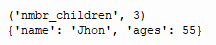 ('nmbr_children', 3)
{'name': 'Jhon', 'ages': 55}